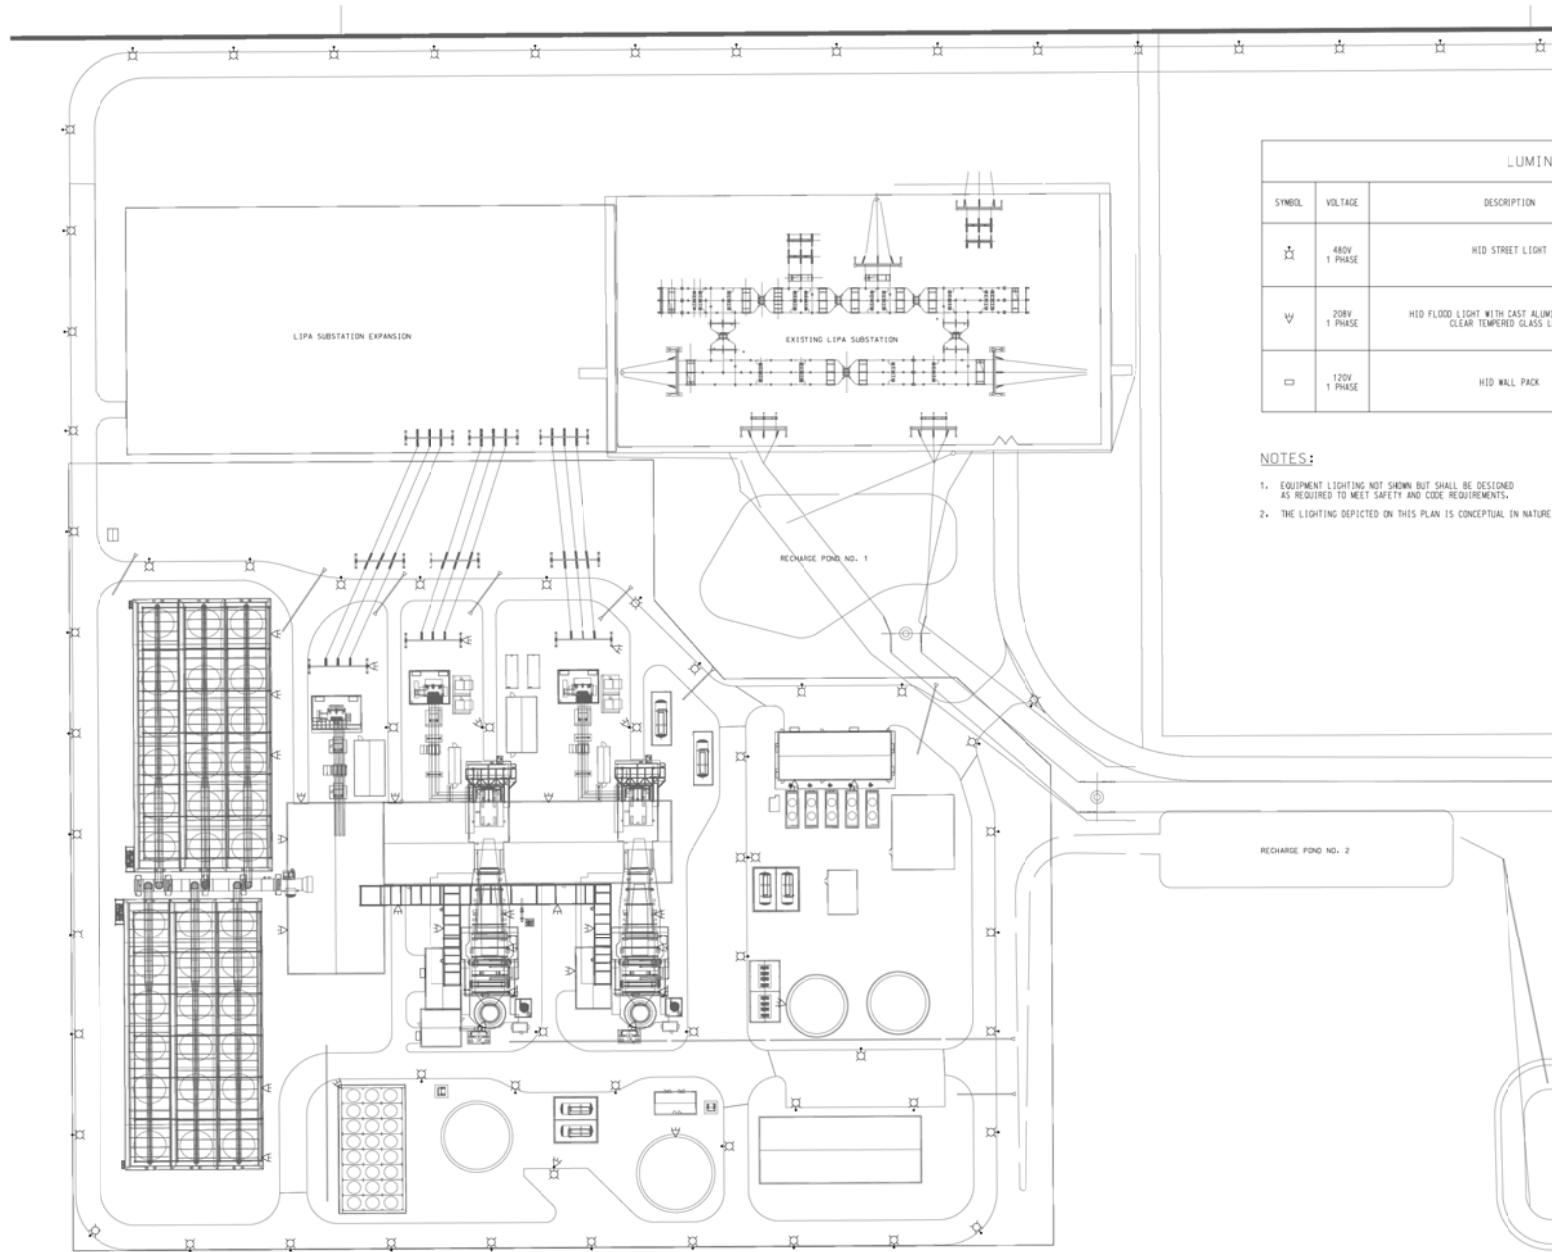 LUMIN
SYMBOL VOLTAGE DESCRIPTION
480V
1 PHASE
HID STREET LIGHT
208V
1 PHASE
HID FLOOD LIGHT WITH CAST ALUMI
CLEAR TEMPERED GLASS L
120V
1 PHASE
HID WALL PACK
LIPA SUBSTATION EXPANSION
EXISTING LIPA SUBSTATION
NOTES:
1. EQUIPMENT LIGHTING NOT SHOWN BUT SHALL BE DESIGNED
AS REQUIRED TO MEET SAFETY AND CODE REQUIREMENTS.
2. THE LIGHTING DEPICTED ON THIS PLAN IS CONCEPTUAL IN NATURE
RECHARGE POND NO. 1
RECHARGE POND NO. 2